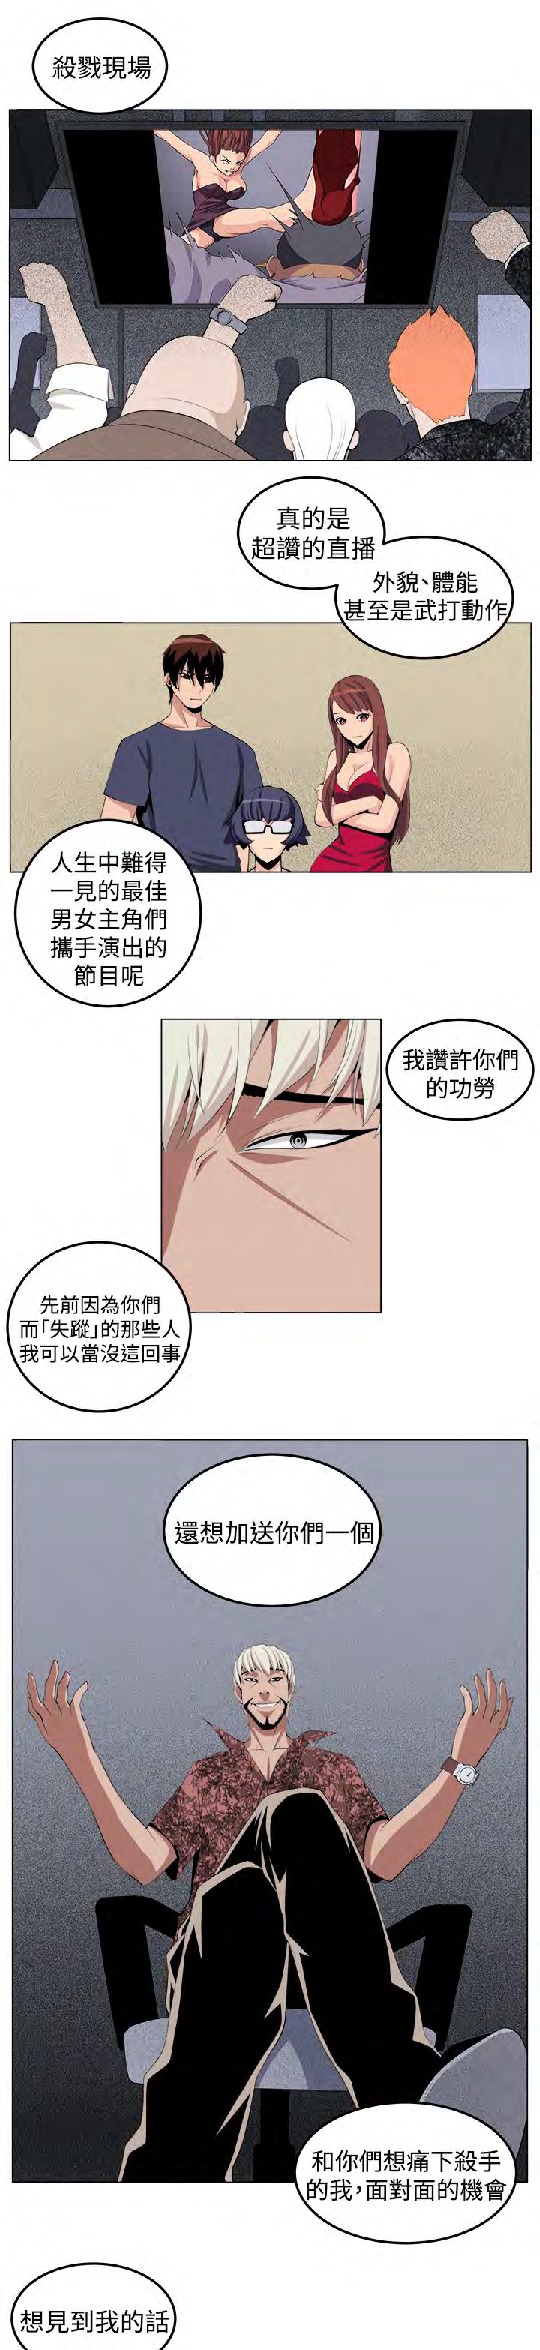 殺戮現場
真的是
超讚的直播
外貌、體能
甚至是武打動作
人生中難得
一見的最佳
男女主角們
攜手演出的
節目呢
我讚許你們
的功勞
先前因為你們
而「失蹤」的那些人
我可以當沒這回事
還想加送你們一個
和你們想痛下殺手
的我,面對面的機會
想見到我的話